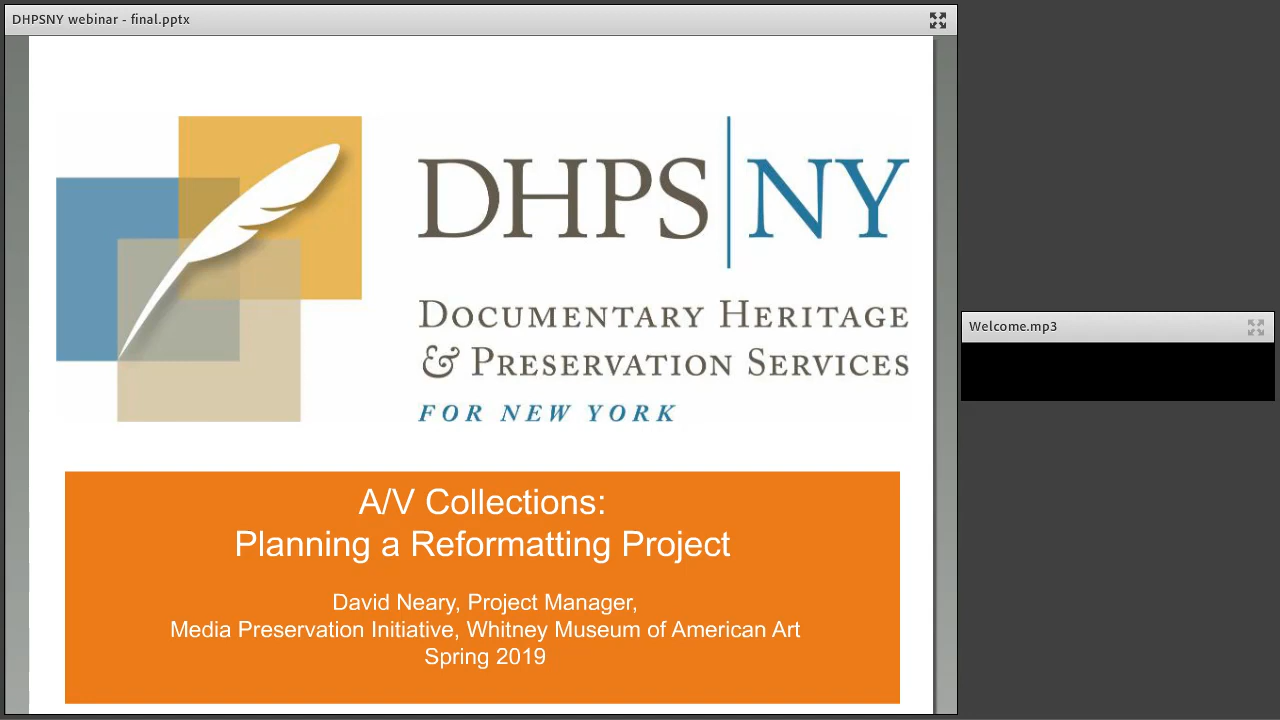 DHPSNY webinar - final.pptx
DHPS|NY
DOCUMENTARY HERITAGE
& PRESERVATION SERVICES
FOR NEW YORK
Welcome.mp3
A/V Collections:
Planning a Reformatting Project
David Neary, Project Manager,
Media Preservation Initiative, Whitney Museum of American Art
Spring 2019